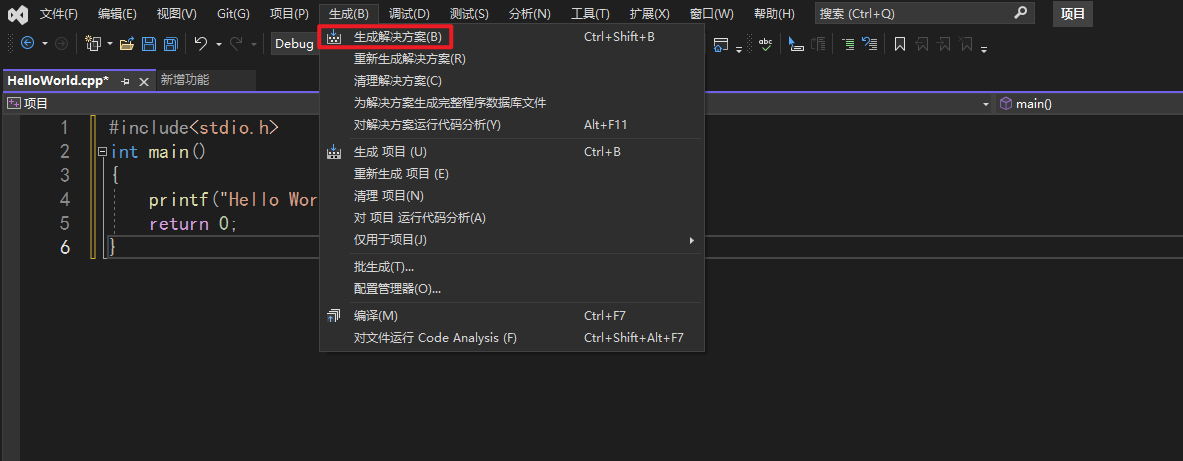 文件(F) 编辑(E) 视图(V) Git(G) 项目(P) 生成(B) 调试(D) 测试(S) 分析(N) 工具(T) 扩展(X) 窗口(W) 帮助(H) 搜索 (Ctrl+Q) 项目
Debug
生成解决方案(B) Ctrl+Shift+B
重新生成解决方案(R)
清理解决方案(C)
为解决方案生成完整程序数据库文件
对解决方案运行代码分析(Y) Alt+F11
生成 项目 (U) Ctrl+B
重新生成 项目 (E)
清理 项目(N)
对 项目 运行代码分析(A)
仅用于项目(J)
批生成(T)...
配置管理器(O)...
编译(M) Ctrl+F7
对文件运行 Code Analysis (F) Ctrl+Shift+Alt+F7
HelloWorld.cpp* 新增功能
项目 main()
1 #include<stdio.h>
2 int main()
3 {
4 printf("Hello Wor
5 return 0;
6 }